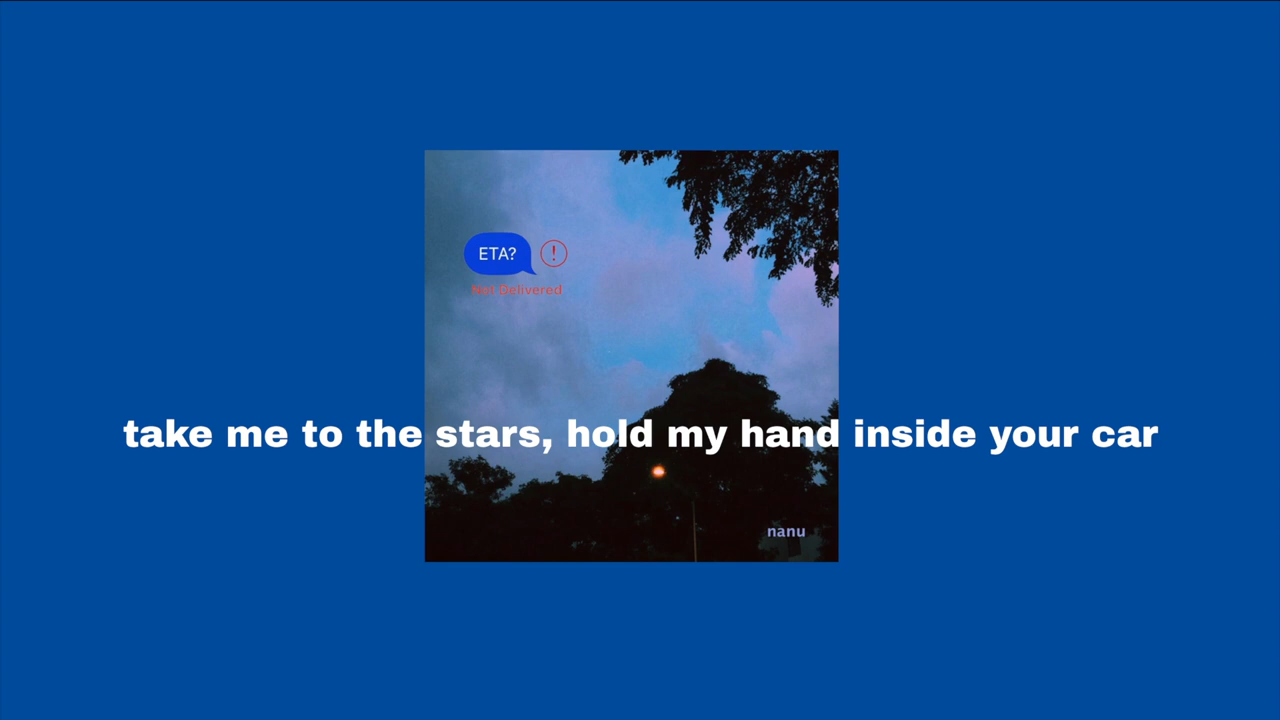 ETA?
!
Not Delivered
take me to the stars, hold my hand inside your car
nanu